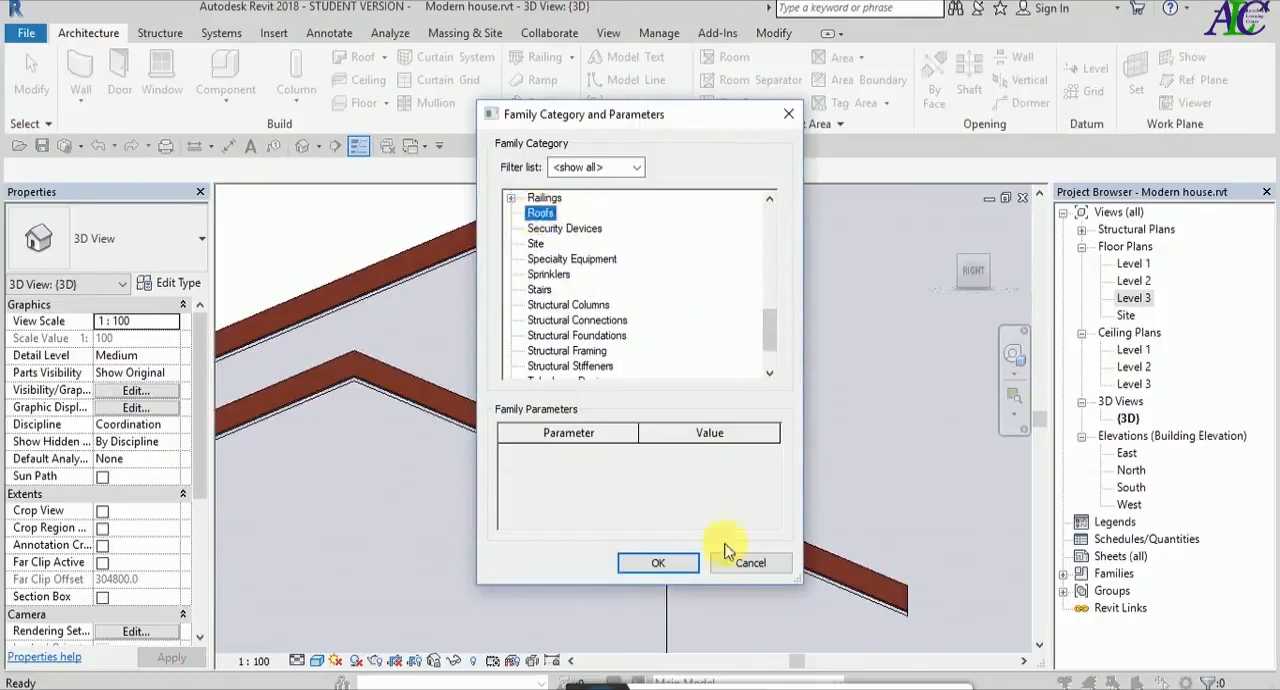 Autodesk Revit 2018 - STUDENT VERSION - Modern house.rvt - 3D View: {3D}
Type a keyword or phrase
Sign In
ALC
File Architecture Structure Systems Insert Annotate Analyze Massing & Site Collaborate View Manage Add-Ins Modify
Modify
Wall
Door
Window
Component
Column
Roof
Ceiling
Floor
Curtain System
Curtain Grid
Mullion
Railing
Ramp
Model Text
Model Line
Room
Room Separator
Area
Area Boundary
Tag Area
By
Face
Shaft
Wall
Vertical
Dormer
Level
Grid
Set
Show
Ref Plane
Viewer
Select
Build
Area
Opening
Datum
Work Plane
Properties
3D View
3D View: {3D}
Edit Type
Graphics
View Scale 1 : 100
Scale Value 1: 100
Detail Level Medium
Parts Visibility Show Original
Visibility/Grap... Edit...
Graphic Displ... Edit...
Discipline Coordination
Show Hidden ... By Discipline
Default Analy... None
Sun Path
Extents
Crop View
Crop Region ...
Annotation Cr...
Far Clip Active
Far Clip Offset 304800.0
Section Box
Camera
Rendering Set... Edit...
Properties help
Apply
Family Category and Parameters
Family Category
Filter list: <show all>
Railings
Roofs
Security Devices
Site
Specialty Equipment
Sprinklers
Stairs
Structural Columns
Structural Connections
Structural Foundations
Structural Framing
Structural Stiffeners
Family Parameters
Parameter Value
OK
Cancel
RIGHT
Project Browser - Modern house.rvt
Views (all)
Structural Plans
Floor Plans
Level 1
Level 2
Level 3
Site
Ceiling Plans
Level 1
Level 2
Level 3
3D Views
{3D}
Elevations (Building Elevation)
East
North
South
West
Legends
Schedules/Quantities
Sheets (all)
Families
Groups
Revit Links
1 : 100
Ready
Main Model
:0